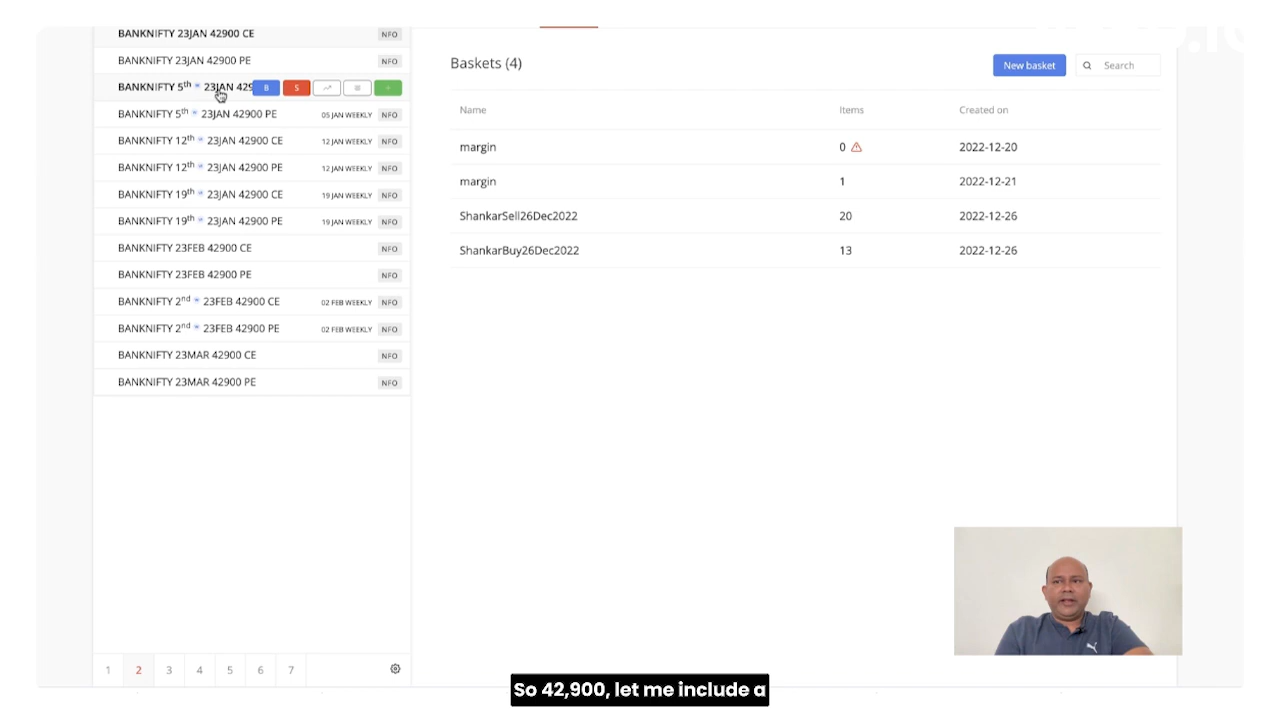 BANKNIFTY 23JAN 42900 CE NFO
BANKNIFTY 23JAN 42900 PE NFO
BANKNIFTY 5th w 23JAN 429 B S
BANKNIFTY 5th w 23JAN 42900 PE 05 JAN WEEKLY NFO
BANKNIFTY 12th w 23JAN 42900 CE 12 JAN WEEKLY NFO
BANKNIFTY 12th w 23JAN 42900 PE 12 JAN WEEKLY NFO
BANKNIFTY 19th w 23JAN 42900 CE 19 JAN WEEKLY NFO
BANKNIFTY 19th w 23JAN 42900 PE 19 JAN WEEKLY NFO
BANKNIFTY 23FEB 42900 CE NFO
BANKNIFTY 23FEB 42900 PE NFO
BANKNIFTY 2nd w 23FEB 42900 CE 02 FEB WEEKLY NFO
BANKNIFTY 2nd w 23FEB 42900 PE 02 FEB WEEKLY NFO
BANKNIFTY 23MAR 42900 CE NFO
BANKNIFTY 23MAR 42900 PE NFO
1 2 3 4 5 6 7
Baskets (4) New basket Search
Name Items Created on
margin 0 2022-12-20
margin 1 2022-12-21
ShankarSell26Dec2022 20 2022-12-26
ShankarBuy26Dec2022 13 2022-12-26
So 42,900, let me include a